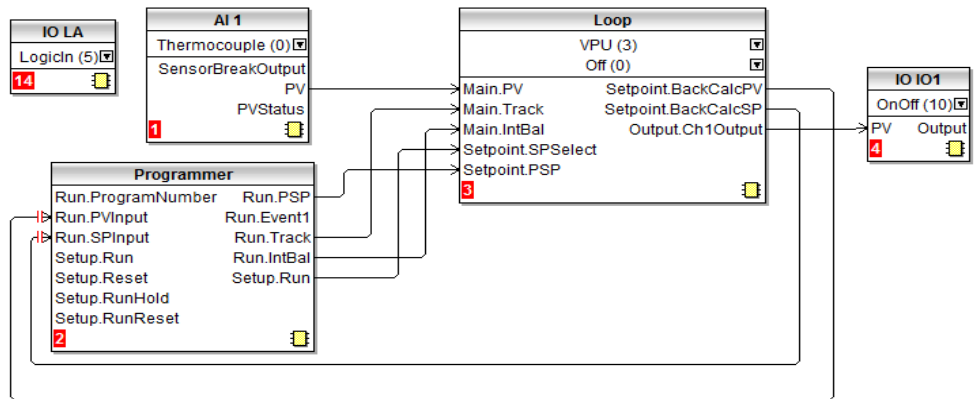 IO LA
LogicIn (5)
14
AI 1
Thermocouple (0)
SensorBreakOutput
PV
PVStatus
1
Loop
VPU (3)
Off (0)
Main.PV Setpoint.BackCalcPV
Main.Track Setpoint.BackCalcSP
Main.IntBal Output.Ch1Output
Setpoint.SPSelect
Setpoint.PSP
3
IO IO1
OnOff (10)
PV Output
4
Programmer
Run.ProgramNumber Run.PSP
Run.PVInput Run.Event1
Run.SPInput Run.Track
Setup.Run Run.IntBal
Setup.Reset Setup.Run
Setup.RunHold
Setup.RunReset
2